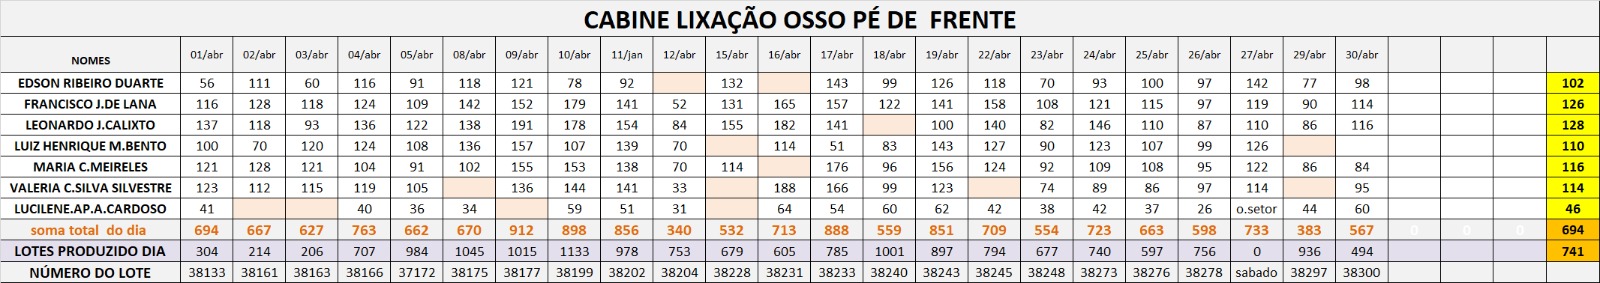 CABINE LIXAÇÃO OSSO PÉ DE FRENTE
NOMES 01/abr 02/abr 03/abr 04/abr 05/abr 08/abr 09/abr 10/abr 11/jan 12/abr 15/abr 16/abr 17/abr 18/abr 19/abr 22/abr 23/abr 24/abr 25/abr 26/abr 27/abr 29/abr 30/abr
EDSON RIBEIRO DUARTE 56 111 60 116 91 118 121 78 92 132 143 99 126 118 70 93 100 97 142 77 98 102
FRANCISCO J.DE LANA 116 128 118 124 109 142 152 179 141 52 131 165 157 122 141 158 108 121 115 97 119 90 114 126
LEONARDO J.CALIXTO 137 118 93 136 122 138 191 178 154 84 155 182 141 100 140 82 146 110 87 110 86 116 128
LUIZ HENRIQUE M.BENTO 100 70 120 124 108 136 157 107 139 70 114 51 83 143 127 90 123 107 99 126 110
MARIA C.MEIRELES 121 128 121 104 91 102 155 153 138 70 114 176 96 156 124 92 109 108 95 122 86 84 116
VALERIA C.SILVA SILVESTRE 123 112 115 119 105 136 144 141 33 188 166 99 123 74 89 86 97 114 95 114
LUCILENE.AP.A.CARDOSO 41 40 36 34 59 51 31 64 54 60 62 42 38 42 37 26 o.setor 44 60 46
soma total do dia 694 667 627 763 662 670 912 898 856 340 532 713 888 559 851 709 554 723 663 598 733 383 567 0 0 0 694
LOTES PRODUZIDO DIA 304 214 206 707 984 1045 1015 1133 978 753 679 605 785 1001 897 794 677 740 597 756 0 936 494 741
NÚMERO DO LOTE 38133 38161 38163 38166 37172 38175 38177 38199 38202 38204 38228 38231 38233 38240 38243 38245 38248 38273 38276 38278 sabado 38297 38300